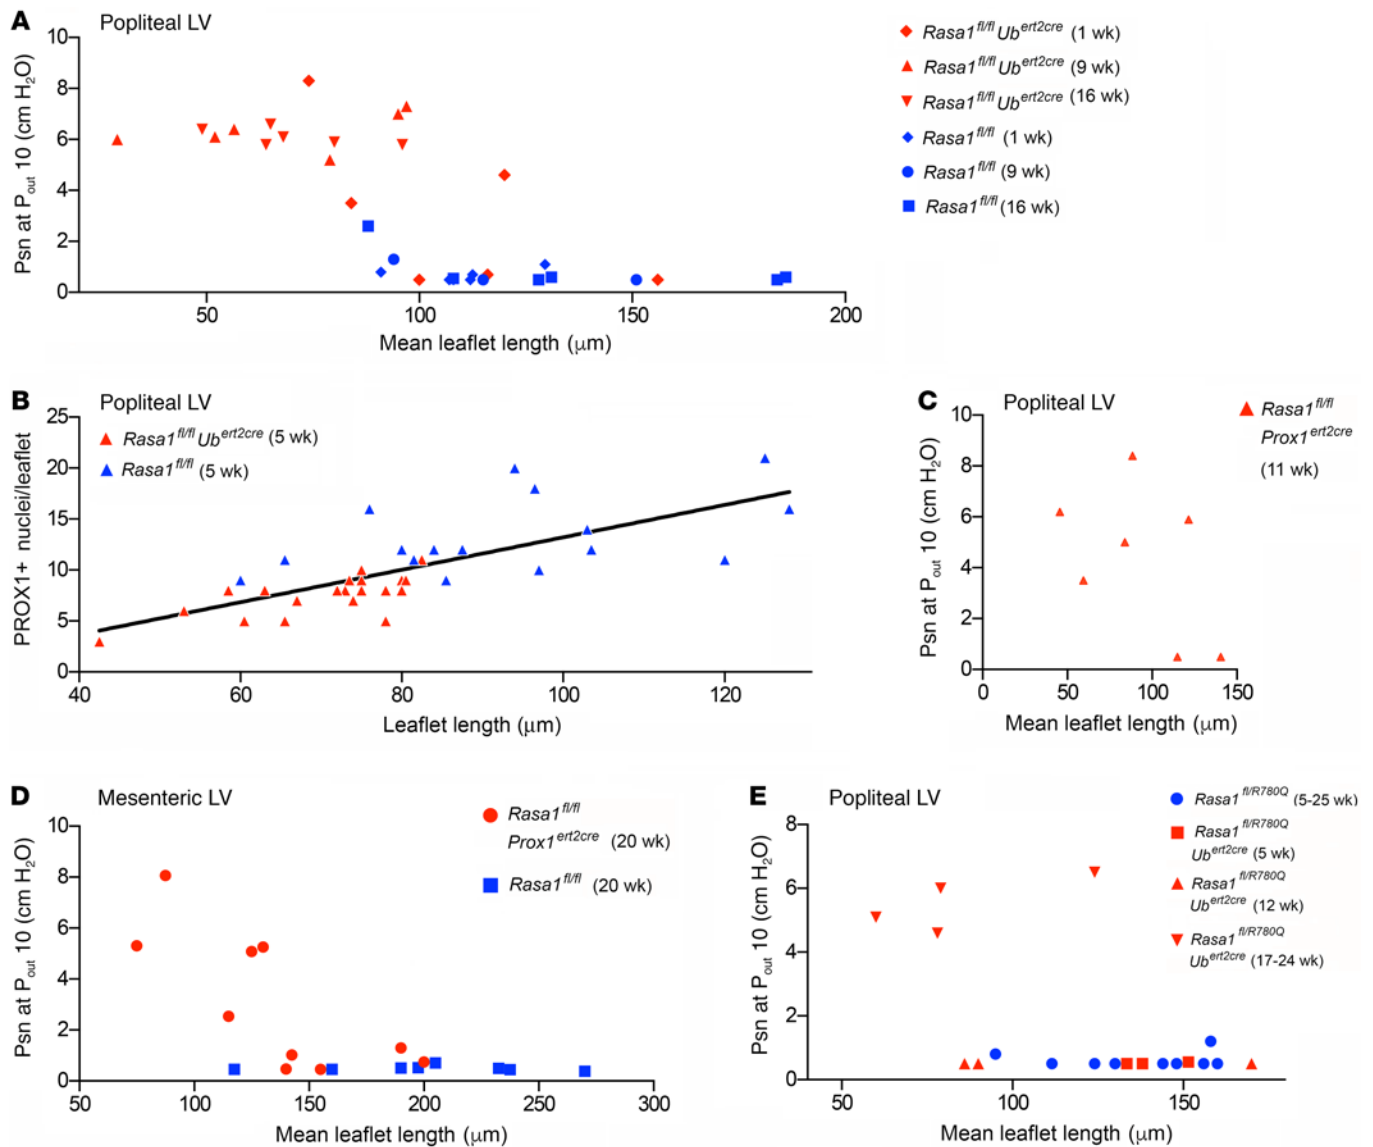 A
Popliteal LV
Psn at Pout 10 (cm H2O)
10
8
6
4
2
0
50
100
150
200
Mean leaflet length (μm)
Rasa1fl/fl Ubert2cre (1 wk)
Rasa1fl/fl Ubert2cre (9 wk)
Rasa1fl/fl Ubert2cre (16 wk)
Rasa1fl/fl (1 wk)
Rasa1fl/fl (9 wk)
Rasa1fl/fl (16 wk)
B
Popliteal LV
Rasa1fl/fl Ubert2cre (5 wk)
Rasa1fl/fl (5 wk)
PROX1+ nuclei/leaflet
25
20
15
10
5
0
40
60
80
100
120
Leaflet length (μm)
C
Popliteal LV
Rasa1fl/fl
Prox1ert2cre
(11 wk)
Psn at Pout 10 (cm H2O)
10
8
6
4
2
0
0
50
100
150
Mean leaflet length (μm)
D
Mesenteric LV
Rasa1fl/fl
Prox1ert2cre (20 wk)
Rasa1fl/fl (20 wk)
Psn at Pout 10 (cm H2O)
10
8
6
4
2
0
50
100
150
200
250
300
Mean leaflet length (μm)
E
Popliteal LV
Rasa1fl/R780Q (5-25 wk)
Rasa1fl/R780Q
Ubert2cre (5 wk)
Rasa1fl/R780Q
Ubert2cre (12 wk)
Rasa1fl/R780Q
Ubert2cre (17-24 wk)
Psn at Pout 10 (cm H2O)
8
6
4
2
0
50
100
150
Mean leaflet length (μm)